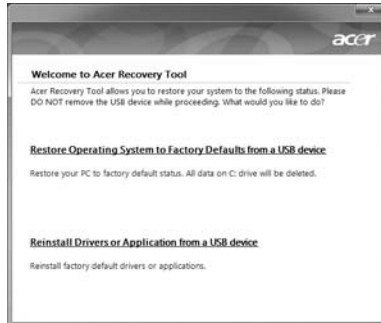 acer
Welcome to Acer Recovery Tool
Acer Recovery Tool allows you to restore your system to the following status. Please
DO NOT remove the USB device while proceeding. What would you like to do?
Restore Operating System to Factory Defaults from a USB device
Restore your PC to factory default status. All data on C: drive will be deleted.
Reinstall Drivers or Application from a USB device
Reinstall factory default drivers or applications.